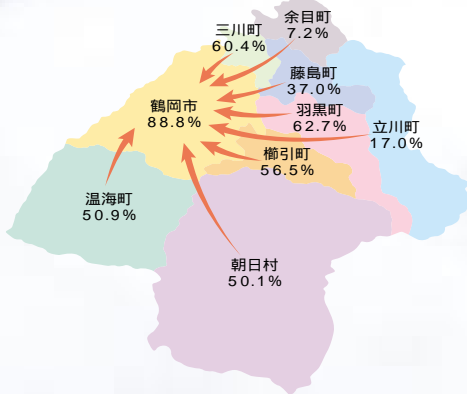 余目町
7.2%
三川町
60.4%
藤島町
37.0%
鶴岡市
88.8%
羽黒町
62.7%
立川町
17.0%
櫛引町
56.5%
温海町
50.9%
朝日村
50.1%